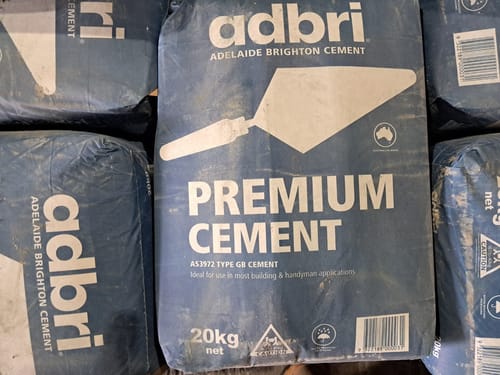 adbri
ADELAIDE BRIGHTON CEMENT
PREMIUM
CEMENT
AS3972 TYPE GB CEMENT
Ideal for use in most building & handyman applications
20kg
net
adbri
ADELAIDE BRIGHTON CEMENT
CEMENT
net
CAUTION